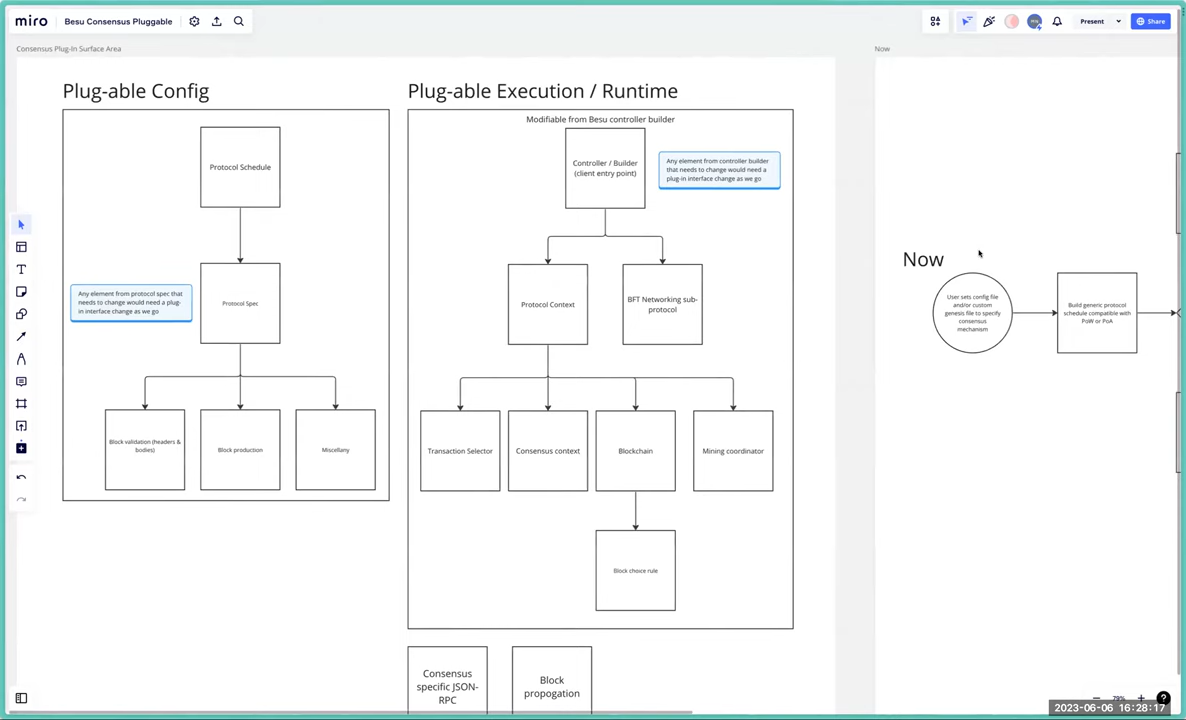 miro
Besu Consensus Pluggable
Present
Share
Consensus Plug-In Surface Area
Now
Plug-able Config
Protocol Schedule
Any element from protocol spec that
needs to change would need a plug-
in interface change as we go
Protocol Spec
Block validation (headers &
bodies)
Block production
Miscellany
Plug-able Execution / Runtime
Modifiable from Besu controller builder
Controller / Builder
(client entry point)
Any element from controller builder
that needs to change would need a
plug-in interface change as we go
Protocol Context
BFT Networking sub-
protocol
Transaction Selector
Consensus context
Blockchain
Mining coordinator
Block choice rule
Consensus
specific JSON-
RPC
Block
propogation
Now
User sets config file
and/or custom
genesis file to specify
consensus
mechanism
Build generic protocol
schedule compatible with
PoW or PoA
79%
2023-06-06 16:28:17